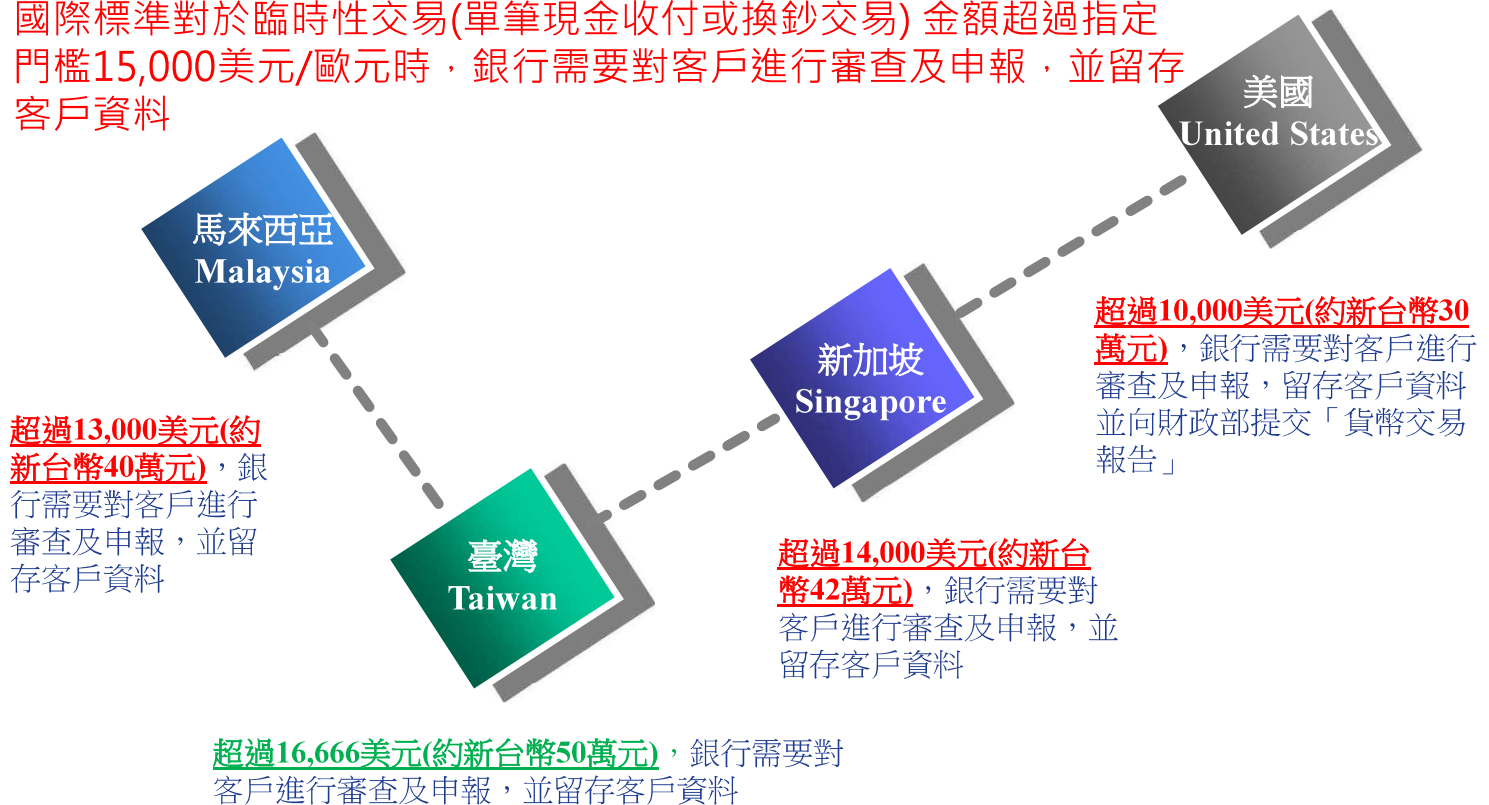 國際標準對於臨時性交易(單筆現金收付或換鈔交易) 金額超過指定
門檻15,000美元/歐元時，銀行需要對客戶進行審查及申報，並留存
客戶資料
美國
United States
馬來西亞
Malaysia
新加坡
Singapore
臺灣
Taiwan
超過10,000美元(約新台幣30
萬元)，銀行需要對客戶進行
審查及申報，留存客戶資料
並向財政部提交「貨幣交易
報告」
超過13,000美元(約
新台幣40萬元)，銀
行需要對客戶進行
審查及申報，並留
存客戶資料
超過14,000美元(約新台
幣42萬元)，銀行需要對
客戶進行審查及申報，並
留存客戶資料
超過16,666美元(約新台幣50萬元)，銀行需要對
客戶進行審查及申報，並留存客戶資料